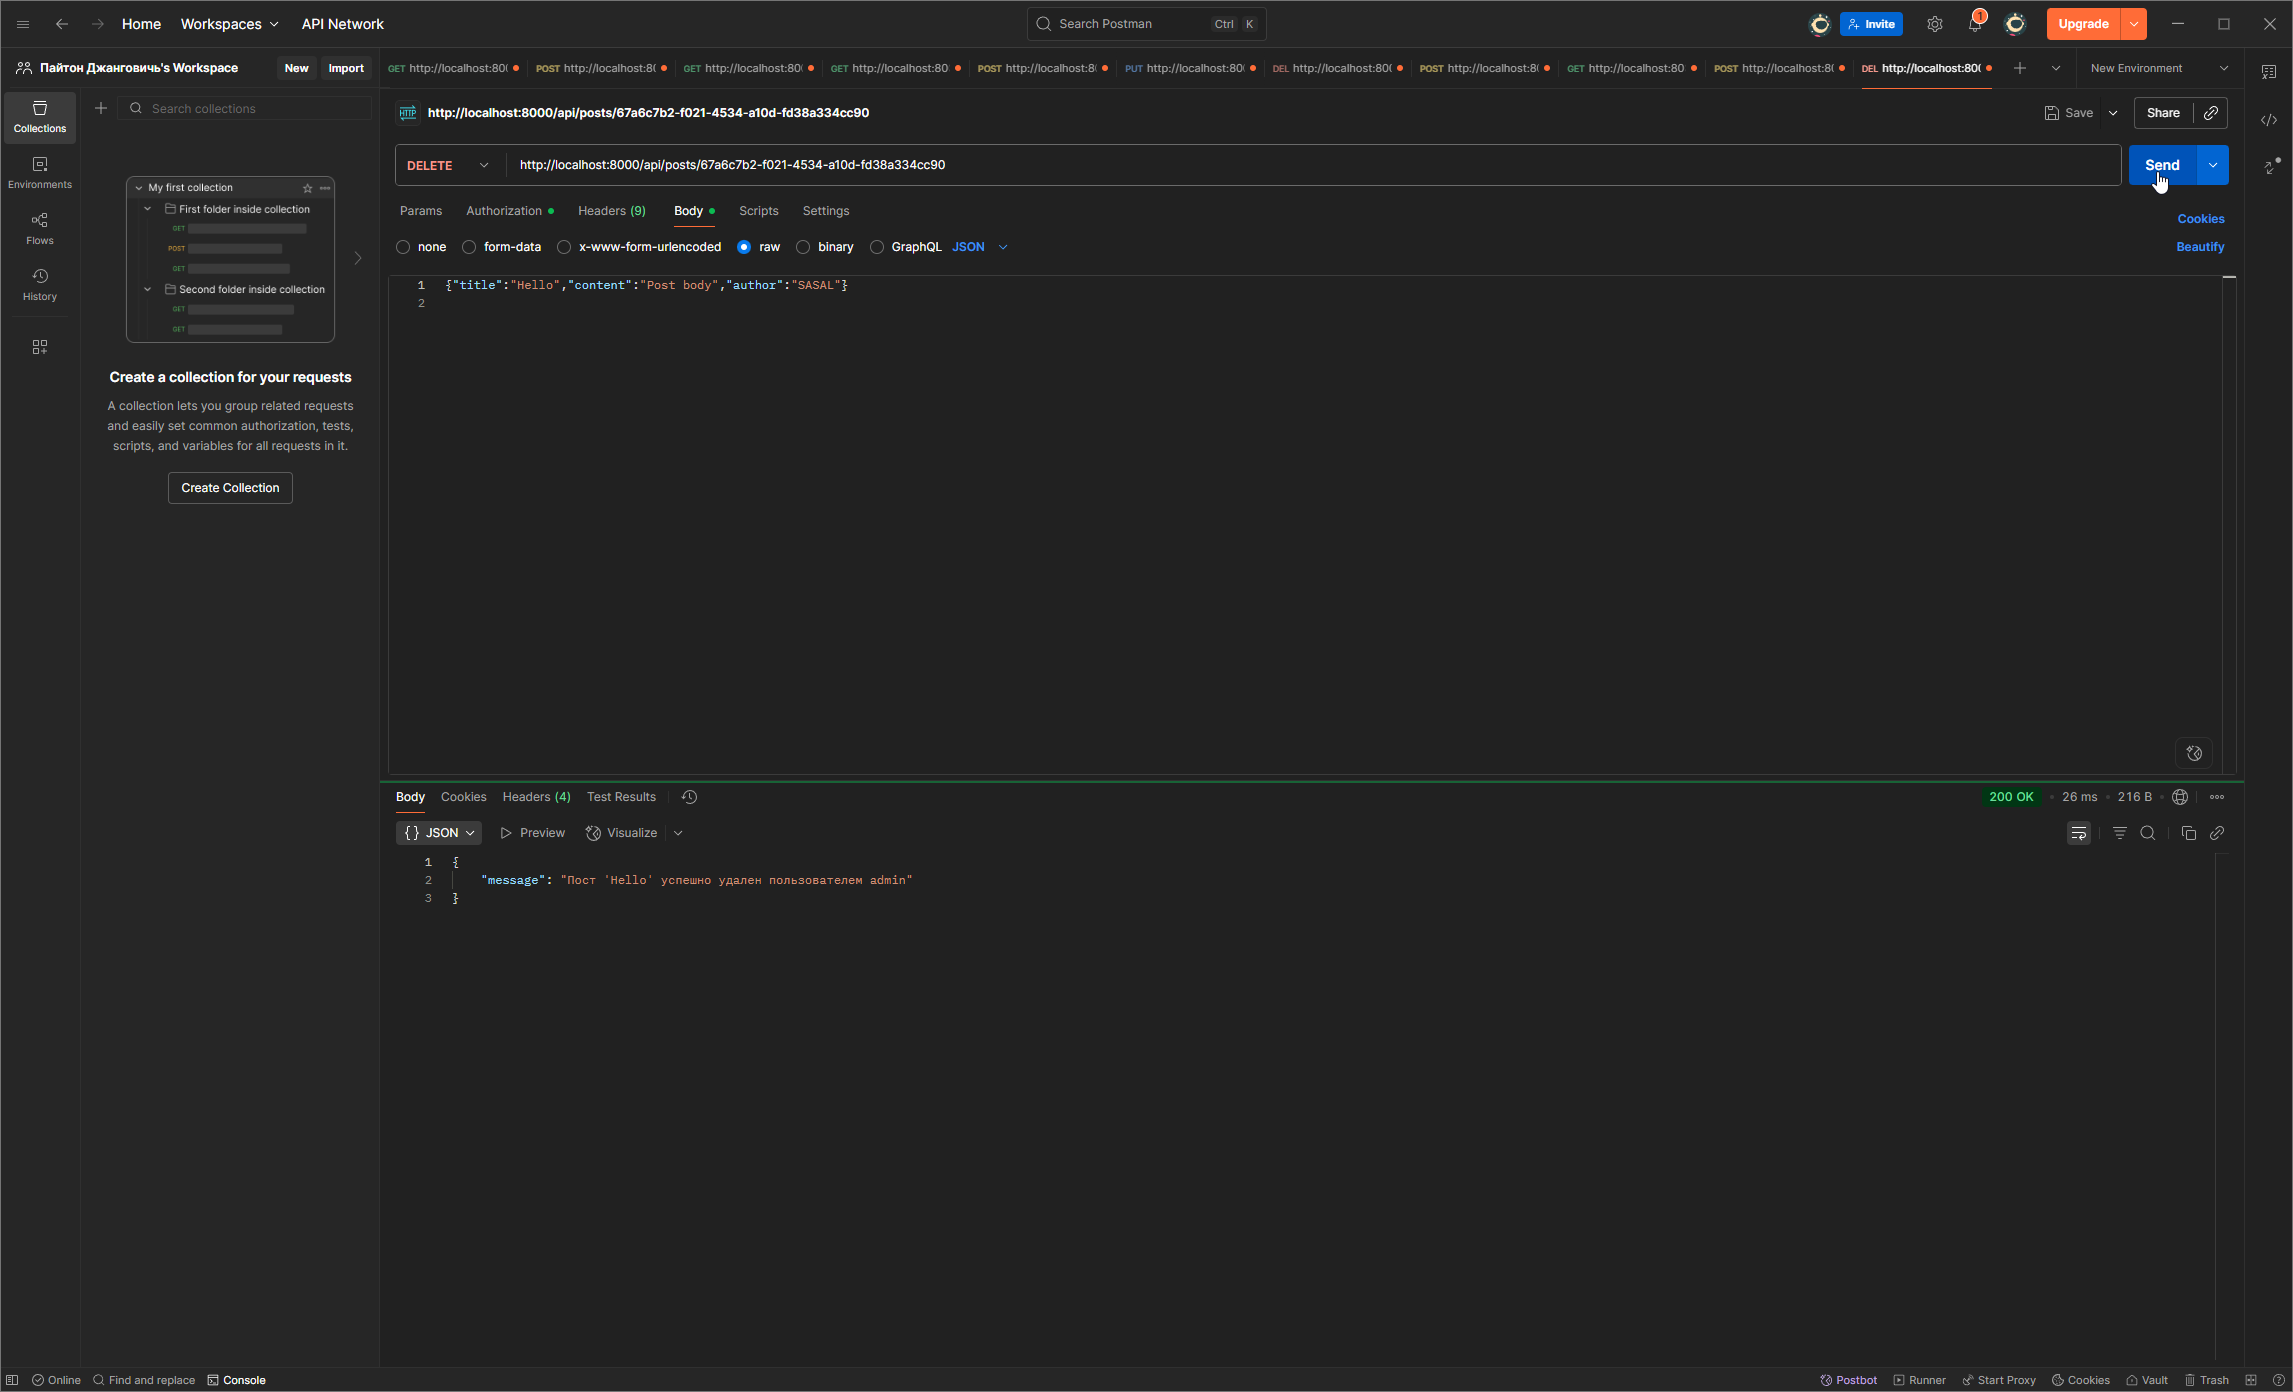 Home Workspaces API Network Search Postman Ctrl K Invite 1 Upgrade
Пайтон Джанговичь's Workspace New Import GET http://localhost:80( POST http://localhost:8( GET http://localhost:80( GET http://localhost:80 POST http://localhost:8( PUT http://localhost:80( DEL http://localhost:80( POST http://localhost:8( GET http://localhost:80 POST http://localhost:8( DEL http://localhost:80( New Environment
Collections
Environments
Flows
History
Search collections
My first collection
First folder inside collection
GET
POST
GET
Second folder inside collection
GET
GET
Create a collection for your requests
A collection lets you group related requests
and easily set common authorization, tests,
scripts, and variables for all requests in it.
Create Collection
HTTP http://localhost:8000/api/posts/67a6c7b2-f021-4534-a10d-fd38a334cc90 Save Share
DELETE http://localhost:8000/api/posts/67a6c7b2-f021-4534-a10d-fd38a334cc90 Send
Params Authorization Headers (9) Body Scripts Settings Cookies
none form-data x-www-form-urlencoded raw binary GraphQL JSON Beautify
1 {"title":"Hello","content":"Post body","author":"SASAL"}
2
Body Cookies Headers (4) Test Results 200 OK 26 ms 216 B
{} JSON Preview Visualize
1 {
2 "message": "Пост 'Hello' успешно удален пользователем admin"
3 }
Online Find and replace Console Postbot Runner Start Proxy Cookies Vault Trash